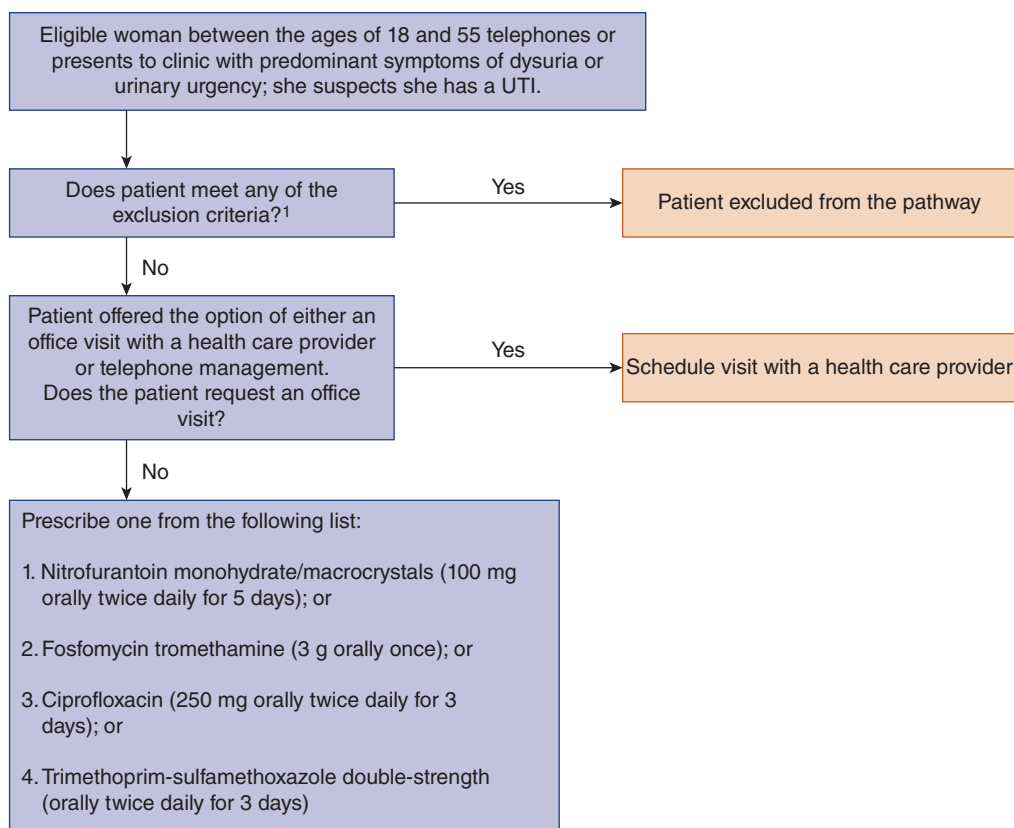 Eligible woman between the ages of 18 and 55 telephones or
presents to clinic with predominant symptoms of dysuria or
urinary urgency; she suspects she has a UTI.
Does patient meet any of the
exclusion criteria?¹
Yes
Patient excluded from the pathway
No
Patient offered the option of either an
office visit with a health care provider
or telephone management.
Does the patient request an office
visit?
Yes
Schedule visit with a health care provider
No
Prescribe one from the following list:
1. Nitrofurantoin monohydrate/macrocrystals (100 mg
orally twice daily for 5 days); or
2. Fosfomycin tromethamine (3 g orally once); or
3. Ciprofloxacin (250 mg orally twice daily for 3
days); or
4. Trimethoprim-sulfamethoxazole double-strength
(orally twice daily for 3 days)